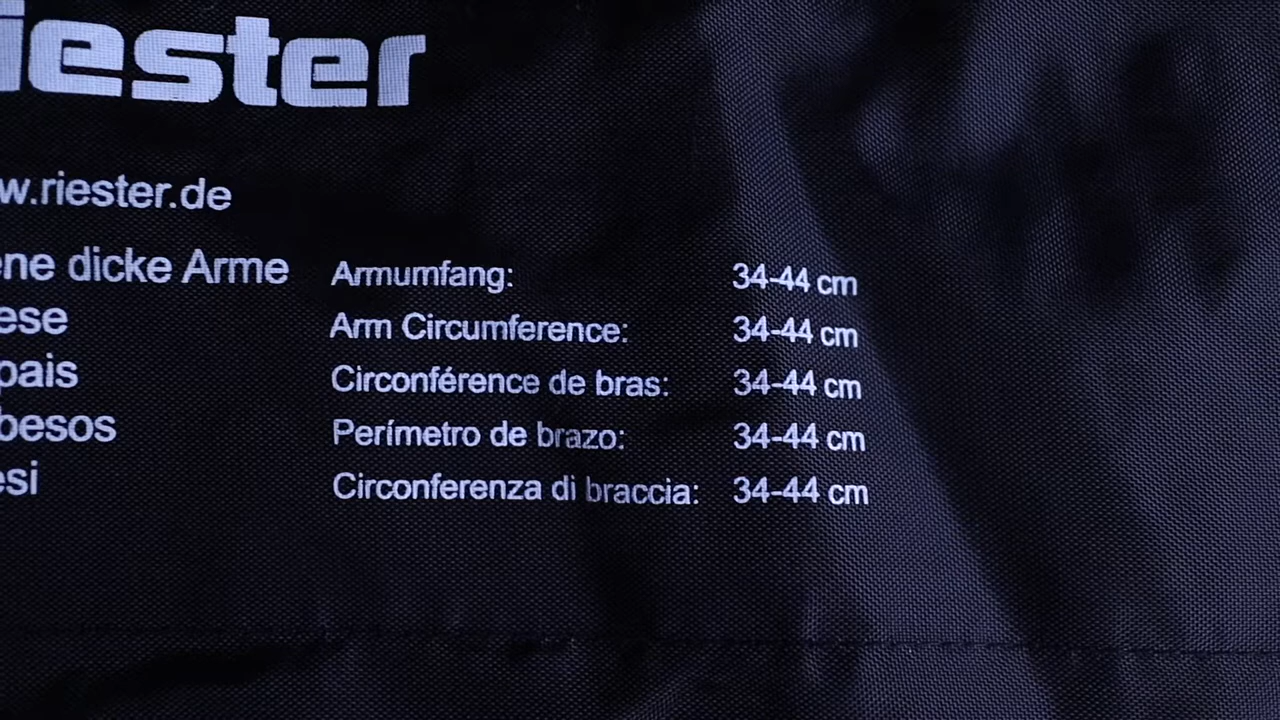 iester
w.riester.de
ene dicke Arme Armumfang: 34-44 cm
ese Arm Circumference: 34-44 cm
pais Circonférence de bras: 34-44 cm
besos Perímetro de brazo: 34-44 cm
esi Circonferenza di braccia: 34-44 cm